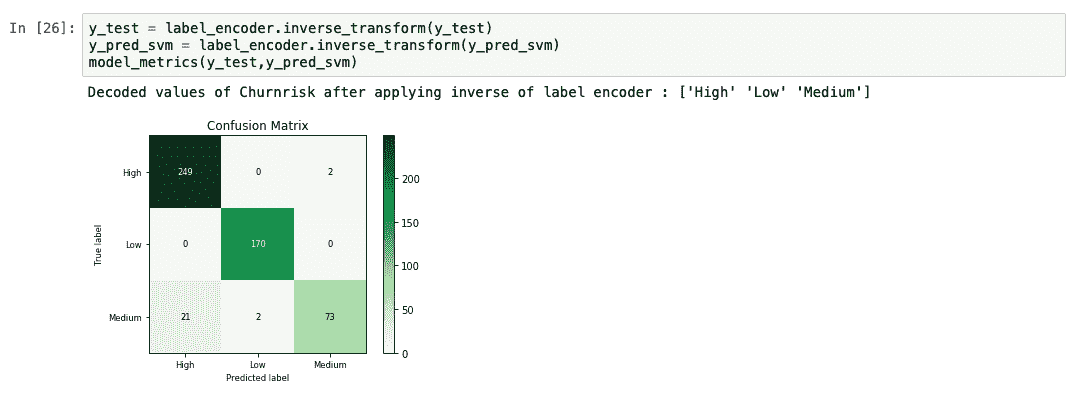 In [26]:
y_test = label_encoder.inverse_transform(y_test)
y_pred_svm = label_encoder.inverse_transform(y_pred_svm)
model_metrics(y_test,y_pred_svm)
Decoded values of Churnrisk after applying inverse of label encoder : ['High' 'Low' 'Medium']
Confusion Matrix
High 249 0 2
Low 0 170 0
Medium 21 2 73
True label
High Low Medium
Predicted label
200
150
100
50
0